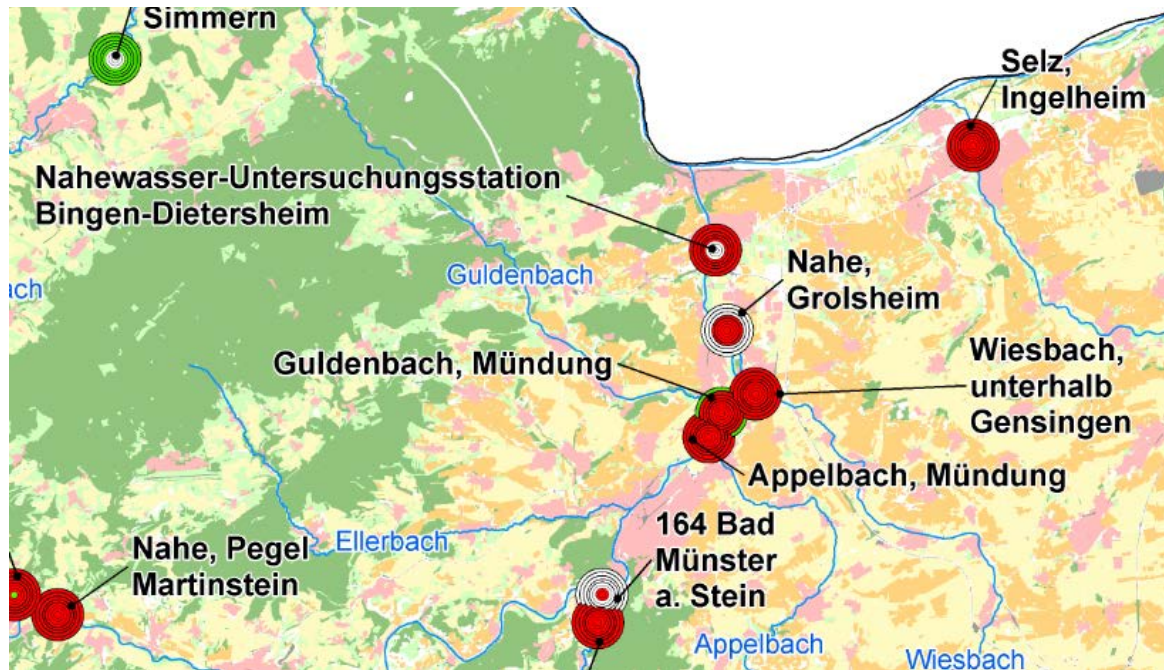 Simmern
Selz,
Ingelheim
Nahewasser-Untersuchungsstation
Bingen-Dietersheim
Guldenbach
Nahe,
Grolsheim
ach
Guldenbach, Mündung
Wiesbach,
unterhalb
Gensingen
Appelbach, Mündung
Ellerbach
164 Bad
Münster
a. Stein
Nahe, Pegel
Martinstein
Appelbach
Wiesbach